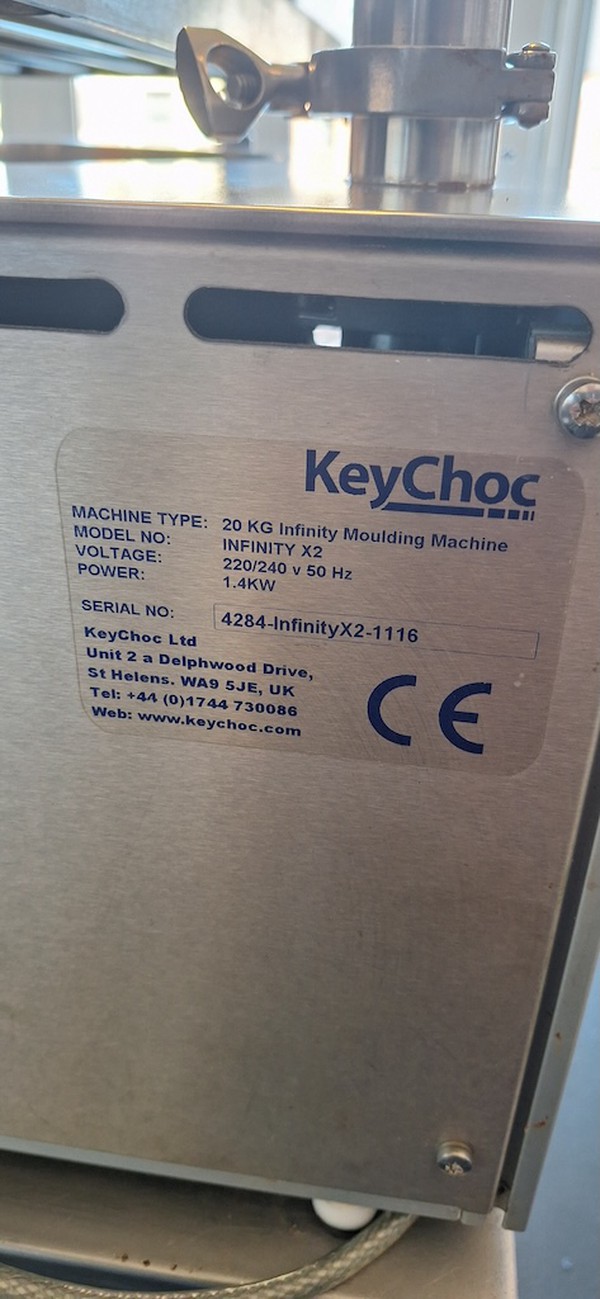 KeyChoc
MACHINE TYPE: 20 KG Infinity Moulding Machine
MODEL NO: INFINITY X2
VOLTAGE: 220/240 v 50 Hz
POWER: 1.4KW
SERIAL NO: 4284-InfinityX2-1116
KeyChoc Ltd
Unit 2 a Delphwood Drive,
St Helens. WA9 5JE, UK
Tel: +44 (0)1744 730086
Web: www.keychoc.com
CE